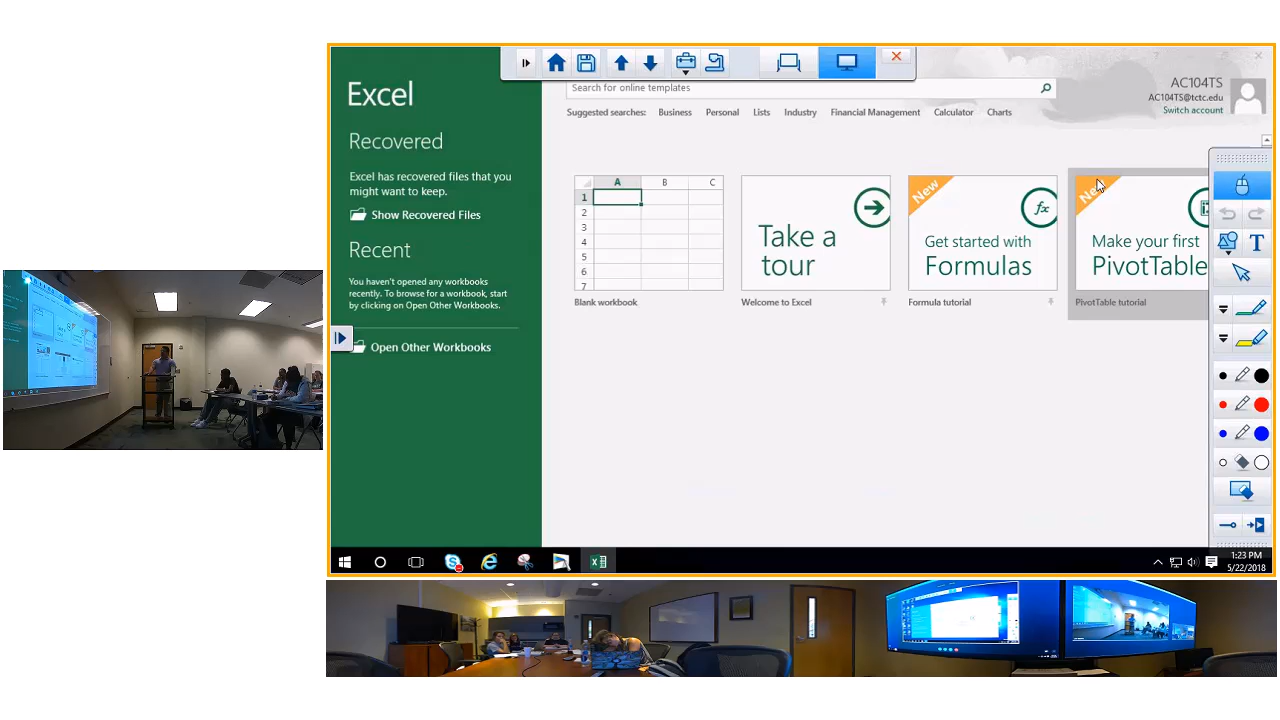 Excel
Recovered
Excel has recovered files that you
might want to keep.
Show Recovered Files
Recent
You haven't opened any workbooks
recently. To browse for a workbook, start
by clicking on Open Other Workbooks.
Open Other Workbooks
Search for online templates
Suggested searches: Business Personal Lists Industry Financial Management Calculator Charts
AC104TS
AC104TS@tctc.edu
Switch account
A B C
1
2
3
4
5
6
7
Blank workbook
Take a
tour
Welcome to Excel
New
fx
Get started with
Formulas
Formula tutorial
New
Make your first
PivotTable
PivotTable tutorial
T
1:23 PM
5/22/2018